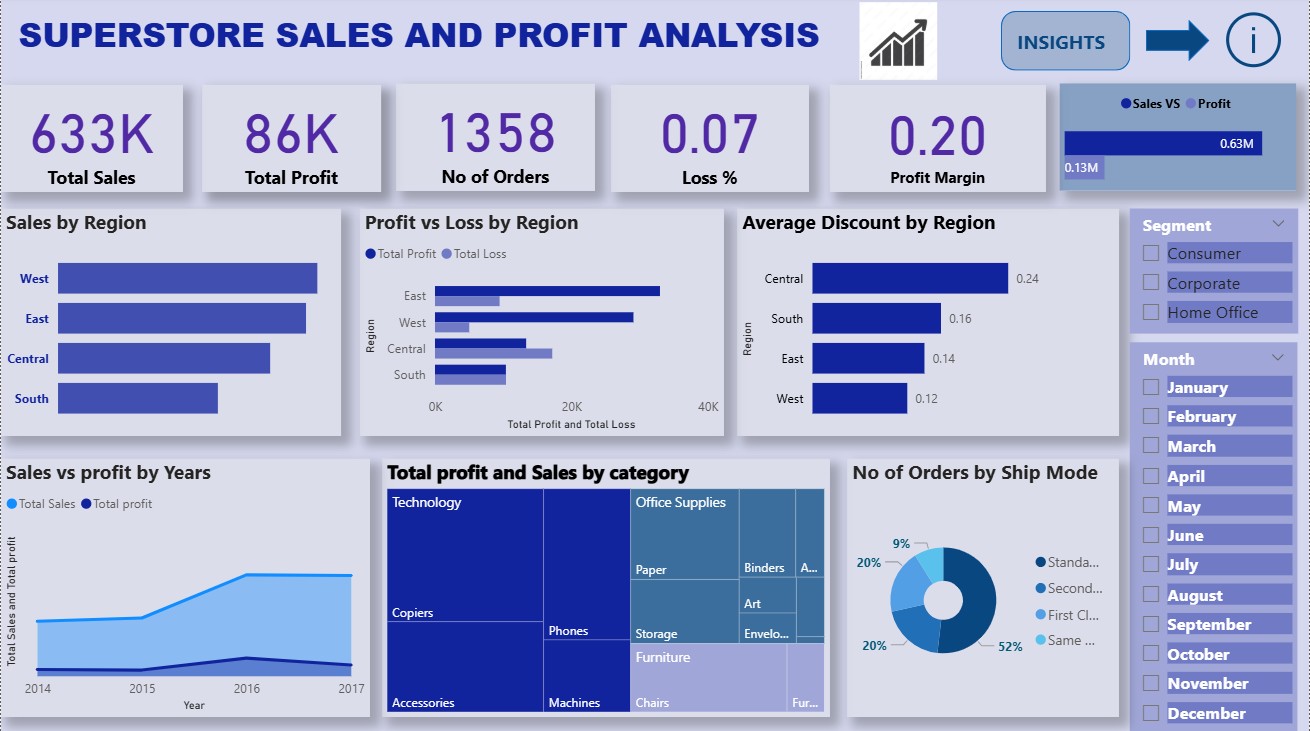 SUPERSTORE SALES AND PROFIT ANALYSIS
INSIGHTS
i
633K
Total Sales
86K
Total Profit
1358
No of Orders
0.07
Loss %
0.20
Profit Margin
Sales VS Profit
0.63M
0.13M
Sales by Region
West
East
Central
South
Profit vs Loss by Region
Total Profit Total Loss
Region
East
West
Central
South
0K 20K 40K
Total Profit and Total Loss
Average Discount by Region
Region
Central 0.24
South 0.16
East 0.14
West 0.12
Segment
Consumer
Corporate
Home Office
Month
January
February
March
April
May
June
July
August
September
October
November
December
Sales vs profit by Years
Total Sales Total profit
Total Sales and Total profit
2014 2015 2016 2017
Year
Total profit and Sales by category
Technology
Copiers
Accessories
Phones
Machines
Office Supplies
Paper
Storage
Binders
A...
Art
Envelo...
Furniture
Chairs
Fur...
No of Orders by Ship Mode
9%
20%
20%
52%
Standa...
Second...
First Cl...
Same ...